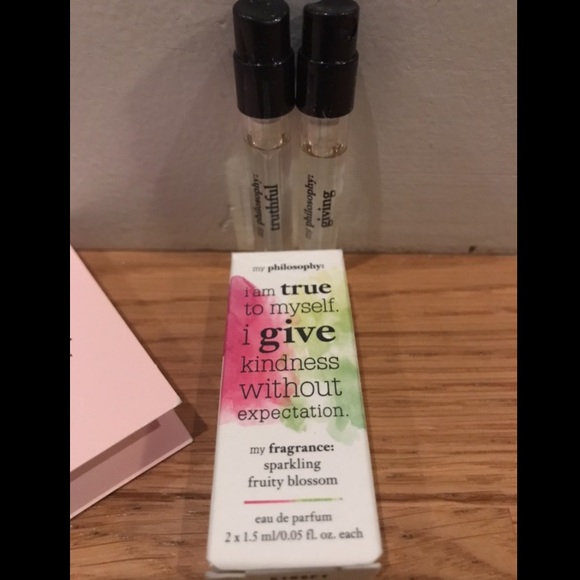 my philosophy:
truthful
my philosophy:
giving
my philosophy:
i am true
to myself.
i give
kindness
without
expectation.
my fragrance:
sparkling
fruity blossom
eau de parfum
2 x 1.5 ml/0.05 fl. oz. each